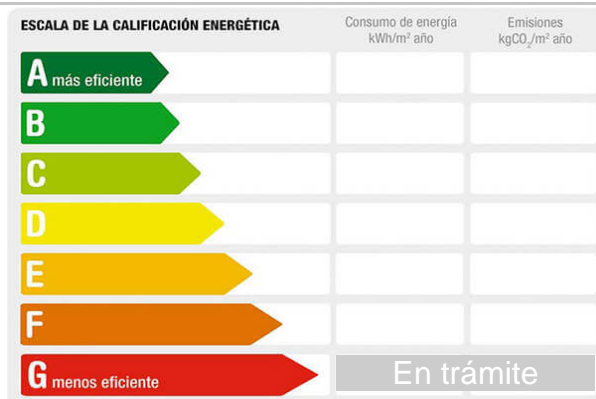 ESCALA DE LA CALIFICACIÓN ENERGÉTICA
Consumo de energía
kWh/m² año
Emisiones
kgCO₂/m² año
A más eficiente
B
C
D
E
F
G menos eficiente
En trámite